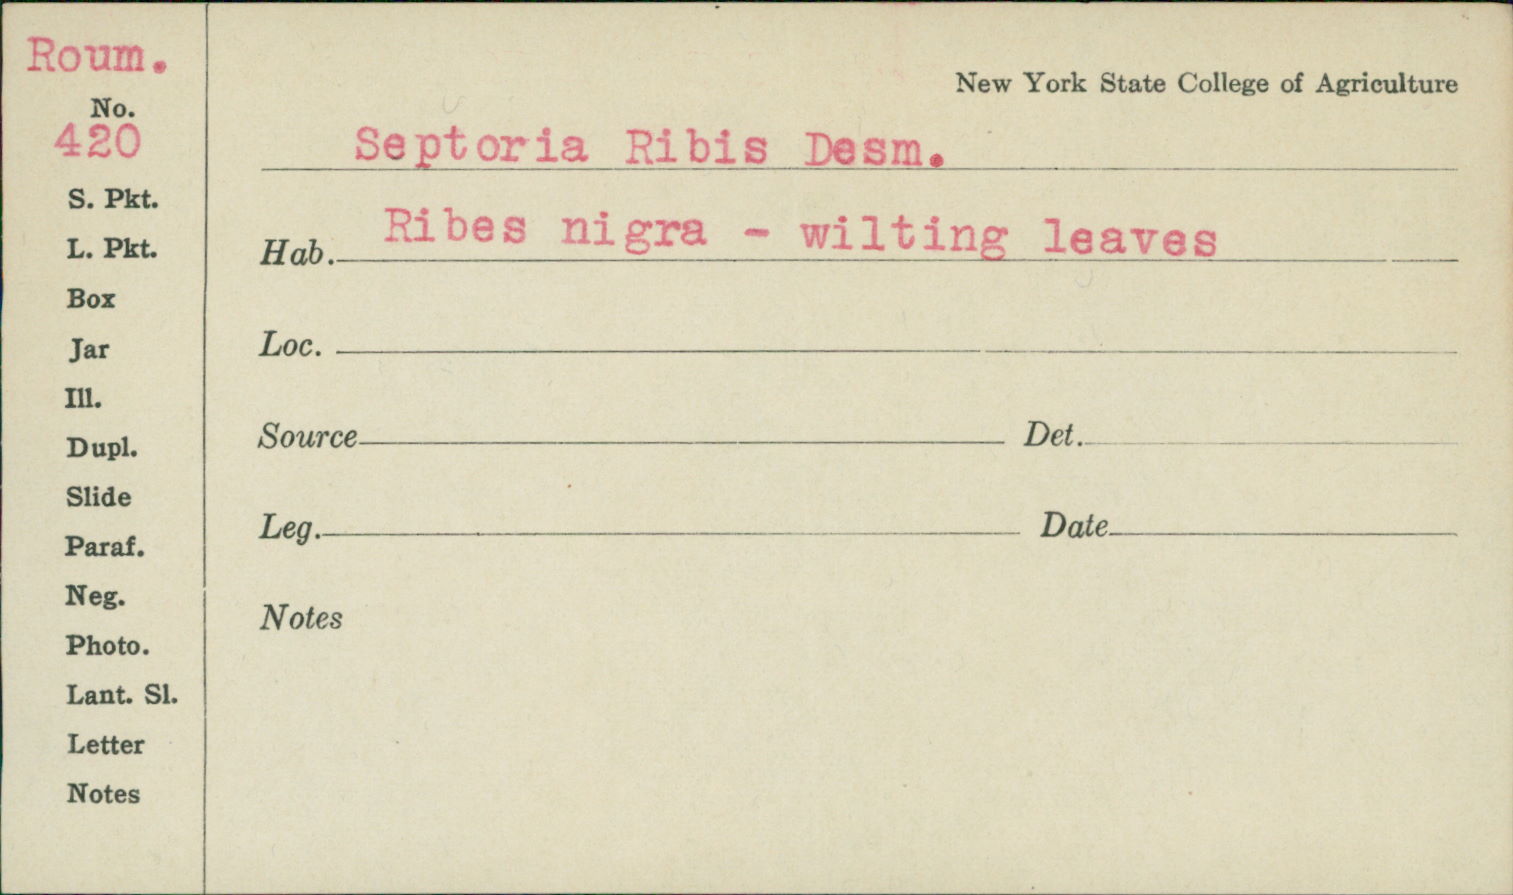 Roum.
No.
420
S. Pkt.
L. Pkt.
Box
Jar
Ill.
Dupl.
Slide
Paraf.
Neg.
Photo.
Lant. Sl.
Letter
Notes
New York State College of Agriculture
Septoria Ribis Desm.
Hab. Ribes nigra - wilting leaves
Loc.
Source Det.
Leg. Date
Notes